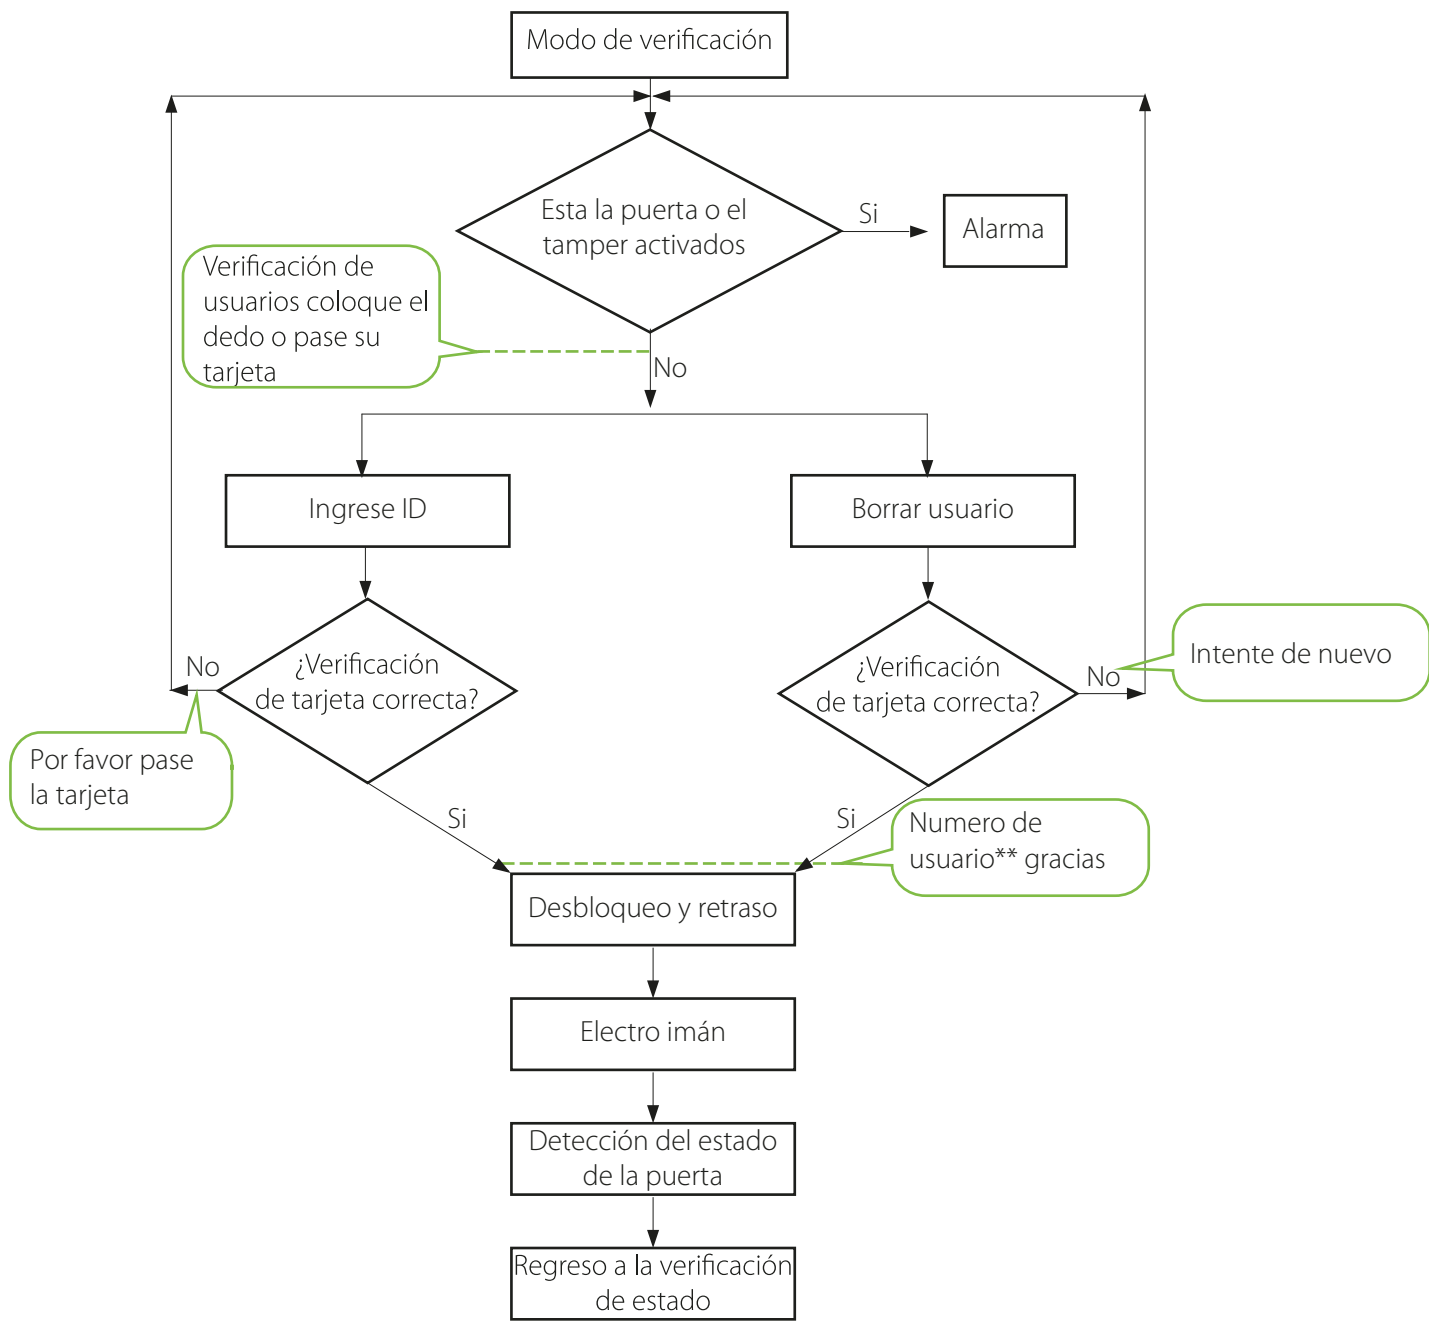 Modo de verificación
Esta la puerta o el
tamper activados
Si
Alarma
Verificación de
usuarios coloque el
dedo o pase su
tarjeta
No
Ingrese ID
Borrar usuario
¿Verificación
de tarjeta correcta?
No
¿Verificación
de tarjeta correcta?
No
Intente de nuevo
Por favor pase
la tarjeta
Si
Si
Numero de
usuario** gracias
Desbloqueo y retraso
Electro imán
Detección del estado
de la puerta
Regreso a la verificación
de estado